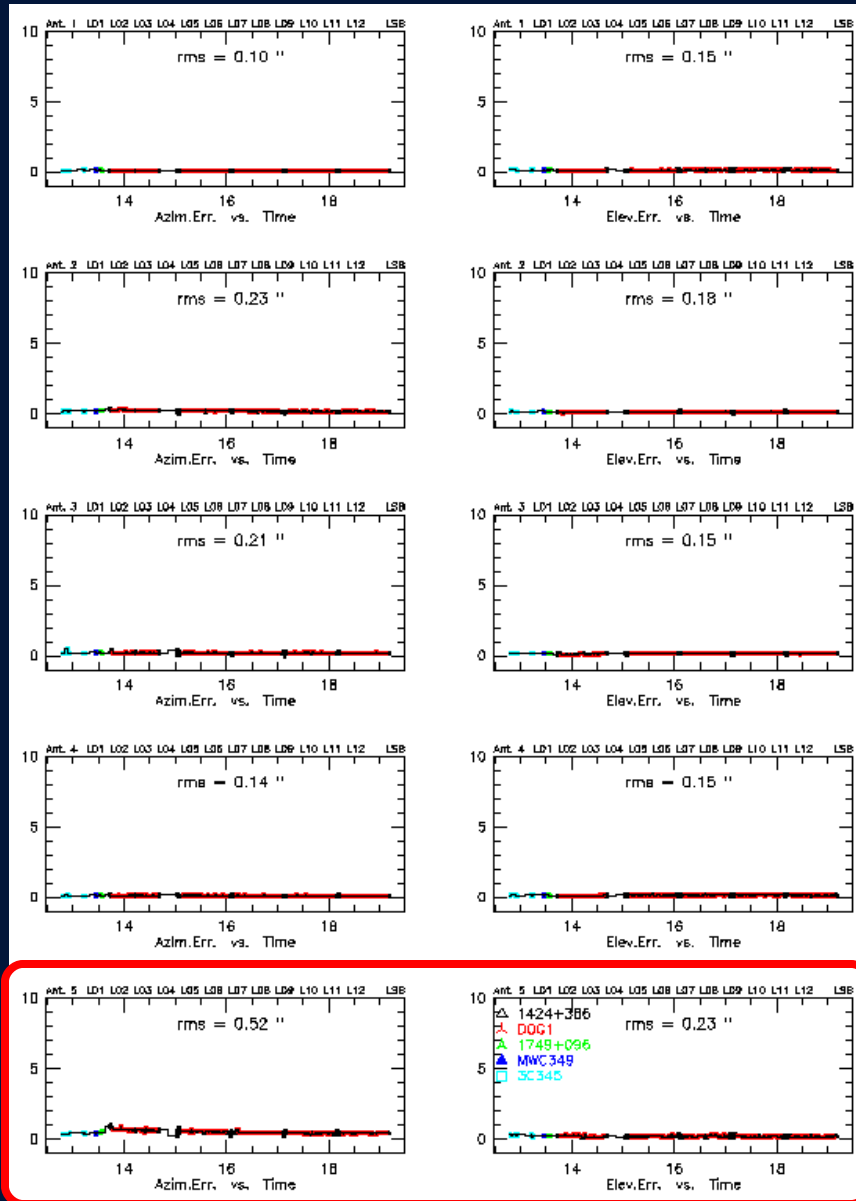 Ant. 1 L01 L02 L03 L04 L05 L06 L07 L08 L09 L10 L11 L12 LSB
10
rms = 0.10 "
5
0
14 16 18
Azim.Err. vs. Time
Ant. 1 L01 L02 L03 L04 L05 L06 L07 L08 L09 L10 L11 L12 LSB
10
rms = 0.15 "
5
0
14 16 18
Elev.Err. vs. Time
Ant. 2 L01 L02 L03 L04 L05 L06 L07 L08 L09 L10 L11 L12 LSB
10
rms = 0.23 "
5
0
14 16 18
Azim.Err. vs. Time
Ant. 2 L01 L02 L03 L04 L05 L06 L07 L08 L09 L10 L11 L12 LSB
10
rms = 0.18 "
5
0
14 16 18
Elev.Err. vs. Time
Ant. 3 L01 L02 L03 L04 L05 L06 L07 L08 L09 L10 L11 L12 LSB
10
rms = 0.21 "
5
0
14 16 18
Azim.Err. vs. Time
Ant. 3 L01 L02 L03 L04 L05 L06 L07 L08 L09 L10 L11 L12 LSB
10
rms = 0.15 "
5
0
14 16 18
Elev.Err. vs. Time
Ant. 4 L01 L02 L03 L04 L05 L06 L07 L08 L09 L10 L11 L12 LSB
10
rms = 0.14 "
5
0
14 16 18
Azim.Err. vs. Time
Ant. 4 L01 L02 L03 L04 L05 L06 L07 L08 L09 L10 L11 L12 LSB
10
rms = 0.15 "
5
0
14 16 18
Elev.Err. vs. Time
Ant. 5 L01 L02 L03 L04 L05 L06 L07 L08 L09 L10 L11 L12 LSB
10
rms = 0.52 "
5
0
14 16 18
Azim.Err. vs. Time
Ant. 5 L01 L02 L03 L04 L05 L06 L07 L08 L09 L10 L11 L12 LSB
10
1424+366
rms = 0.23 "
DOG1
1749+096
MWC349
3C345
5
0
14 16 18
Elev.Err. vs. Time